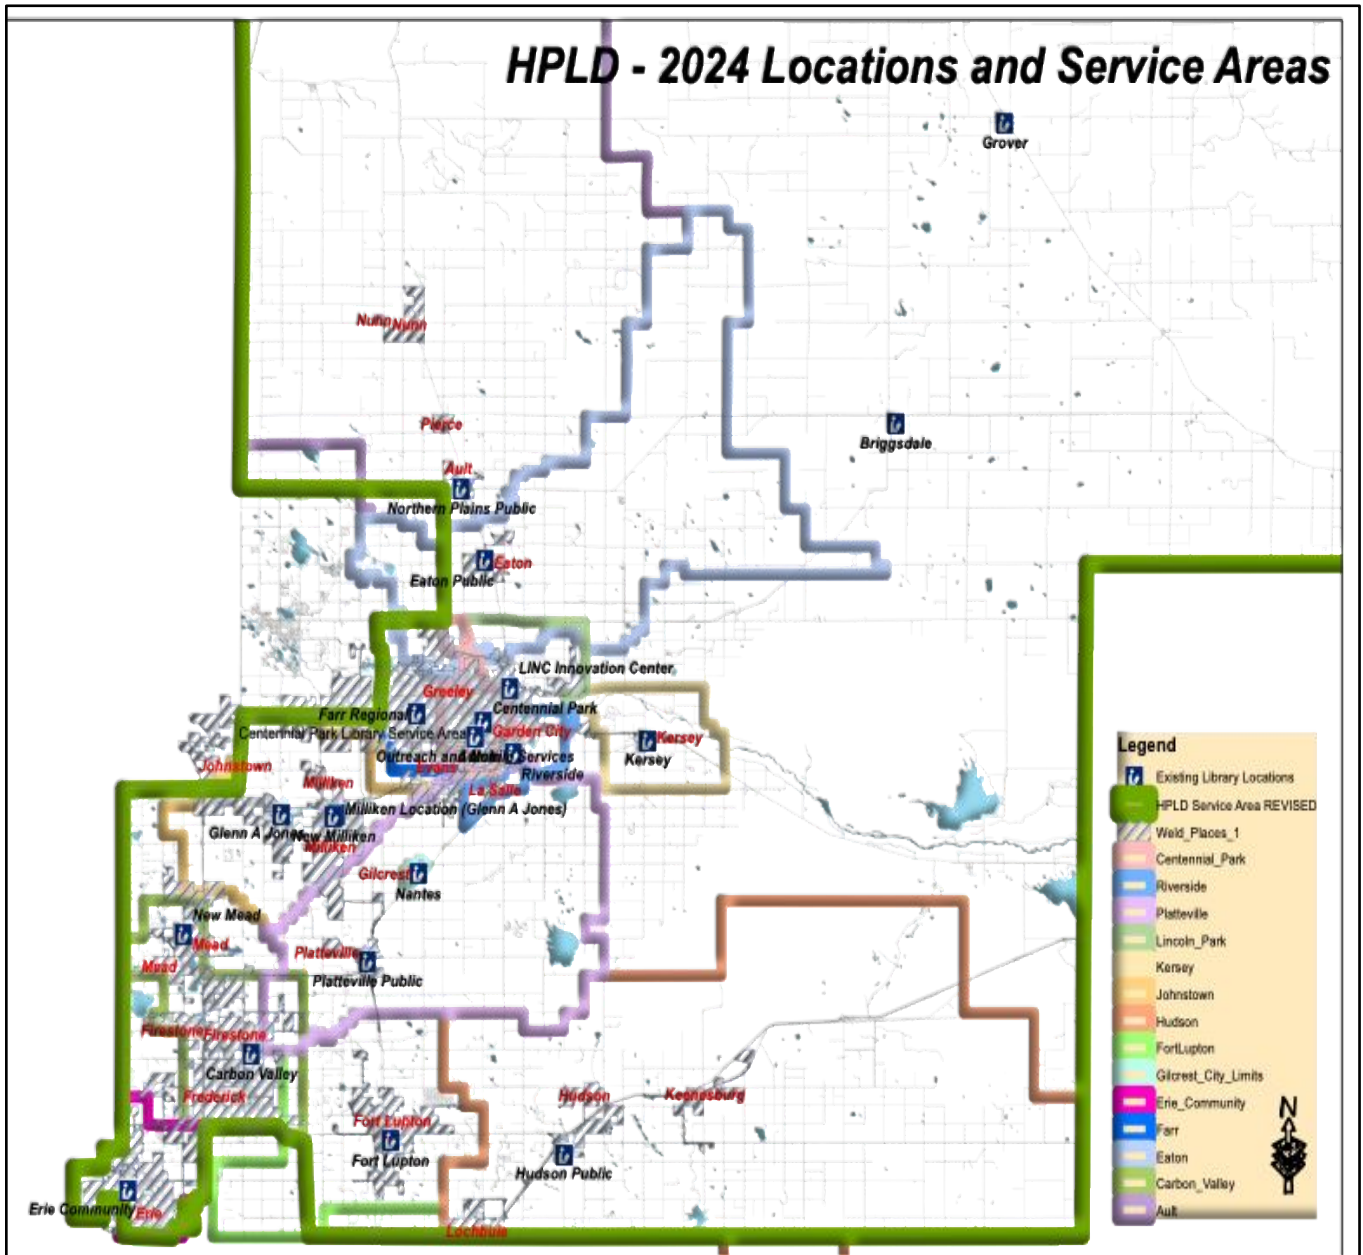 HPLD - 2024 Locations and Service Areas
Grover
Nunn Nunn
Pierce
Briggsdale
Ault
Northern Plains Public
Eaton
Eaton Public
LINC Innovation Center
Greeley
Centennial Park
Farr Regional
Centennial Park Library Service Area
Garden City
Kersey
Kersey
Outreach and Mobile Services
Evans
Riverside
Johnstown
Milliken
La Salle
Milliken Location (Glenn A Jones)
Glenn A Jones
New Milliken
Milliken
Gilcrest
Nantes
New Mead
Mead
Mead
Platteville
Platteville Public
Firestone Firestone
Carbon Valley
Frederick
Hudson
Keenesburg
Fort Lupton
Fort Lupton
Hudson Public
Erie Community
Erie
Lochbuie
Legend
Existing Library Locations
HPLD Service Area REVISED
Weld_Places_1
Centennial_Park
Riverside
Platteville
Lincoln_Park
Kersey
Johnstown
Hudson
FortLupton
Gilcrest_City_Limits
Erie_Community
Farr
Eaton
Carbon_Valley
Ault
N